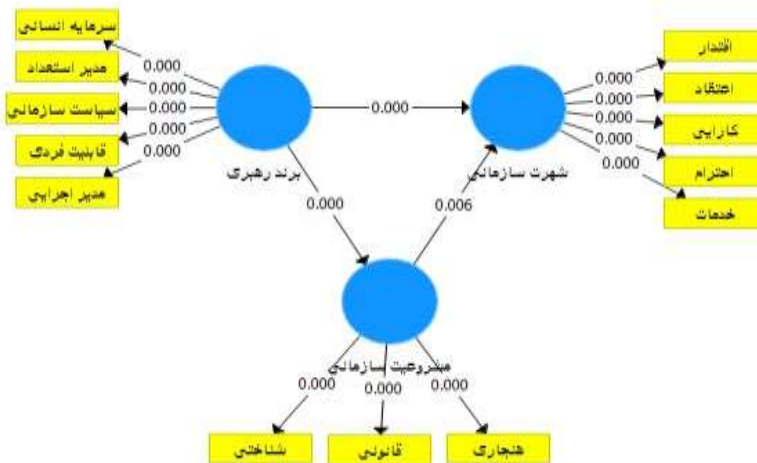 سرمایه انسانی
مدیر استعداد
سیاست سازمانی
قابلیت فردی
مدیر اجرایی
0.000
0.000
0.000
0.000
0.000
برند رهبری
0.000
شهرت سازمانی
0.000
0.000
0.000
0.000
0.000
اقتدار
اعتقاد
کارایی
احترام
خدمات
0.000
0.006
مشروعیت سازمانی
0.000
0.000
0.000
شناختی
قانونی
هنجاری